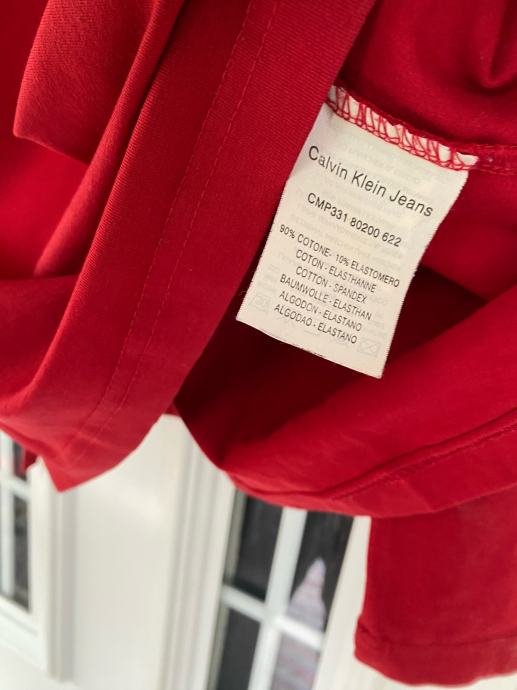 Calvin Klein Jeans
CMP331 80200 622
90% COTONE- 10% ELASTOMERO
COTON - ELASTHANNE
COTTON - SPANDEX
BAUMWOLLE - ELASTHAN
ALGODON - ELASTANO
ALGODAO - ELASTANO